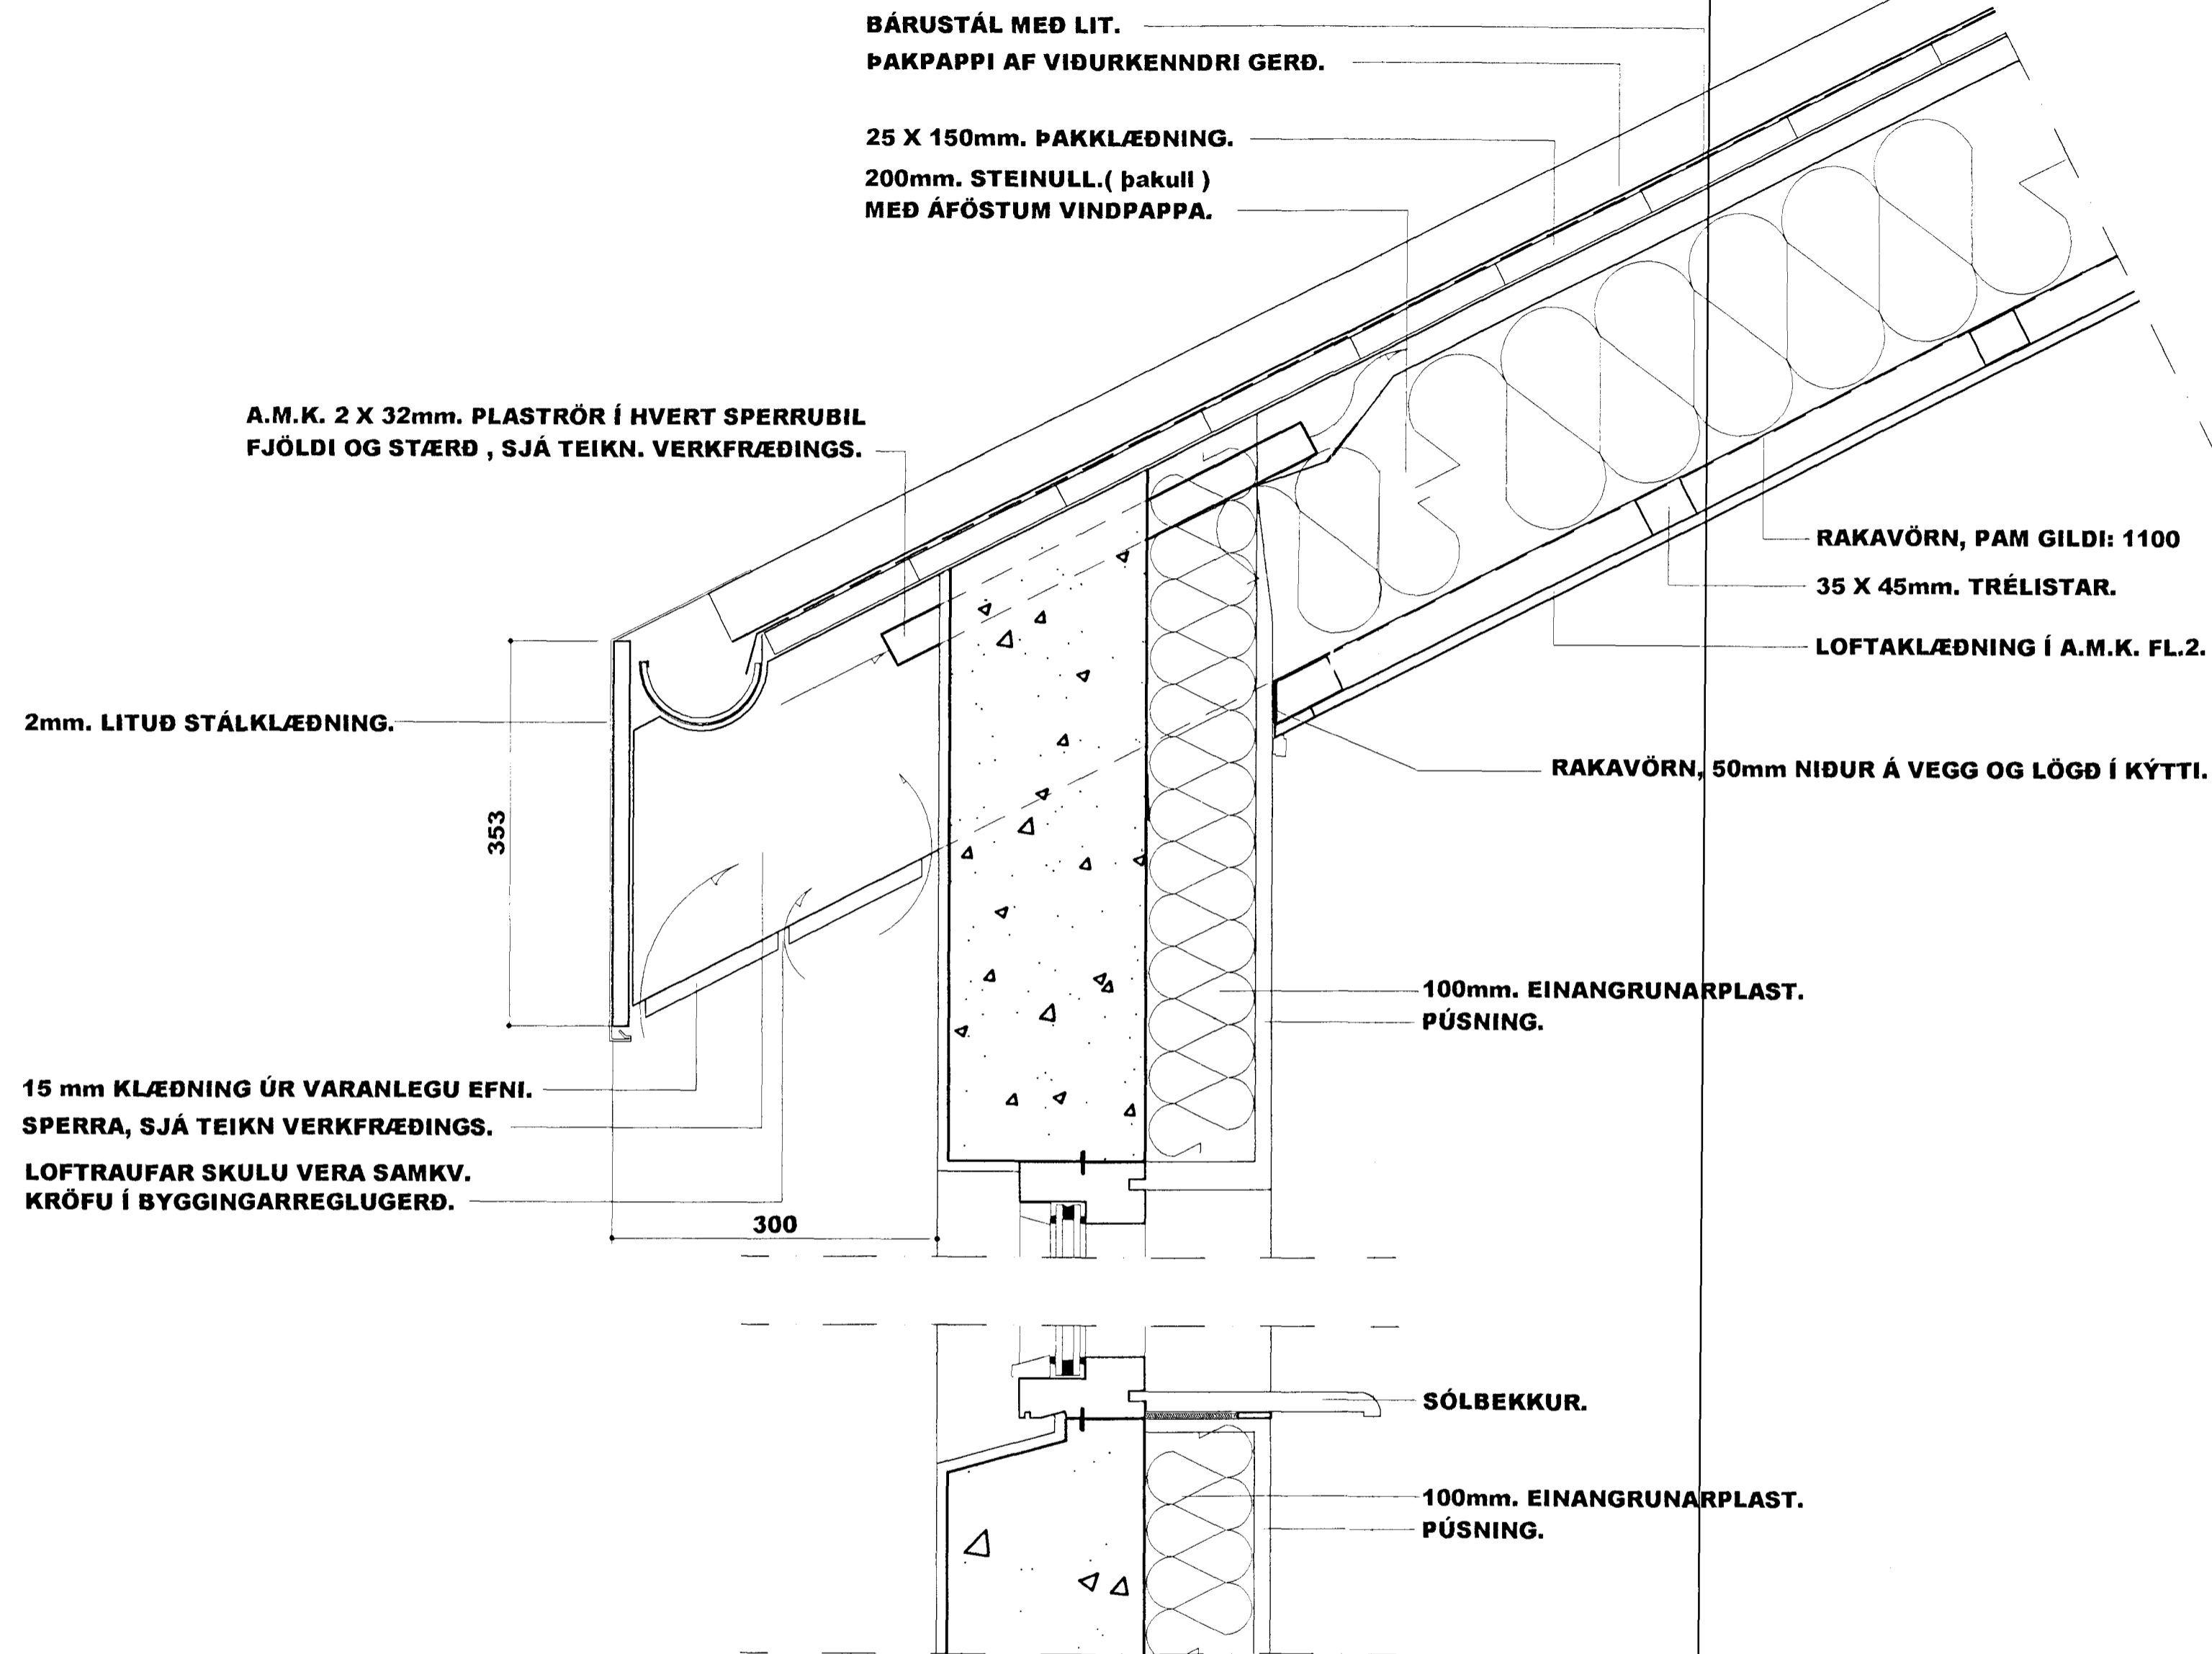 BÁRUSTÁL MEÐ LIT.
ÞAKPAPPI AF VIÐURKENNDRI GERÐ.
25 X 150mm. ÞAKKLÆÐNING.
200mm. STEINULL.( þakull )
MEÐ ÁFÖSTUM VINDPAPPA.
A.M.K. 2 X 32mm. PLASTRÖR Í HVERT SPERRUBIL
FJÖLDI OG STÆRÐ , SJÁ TEIKN. VERKFRÆÐINGS.
RAKAVÖRN, PAM GILDI: 1100
35 X 45mm. TRÉLISTAR.
LOFTAKLÆÐNING Í A.M.K. FL.2.
2mm. LITUÐ STÁLKLÆÐNING.
RAKAVÖRN, 50mm NIÐUR Á VEGG OG LÖGÐ Í KÝTTI.
353
100mm. EINANGRUNARPLAST.
PÚSNING.
15 mm KLÆÐNING ÚR VARANLEGU EFNI.
SPERRA, SJÁ TEIKN VERKFRÆÐINGS.
LOFTRAUFAR SKULU VERA SAMKV.
KRÖFU Í BYGGINGARREGLUGERÐ.
300
SÓLBEKKUR.
100mm. EINANGRUNARPLAST.
PÚSNING.